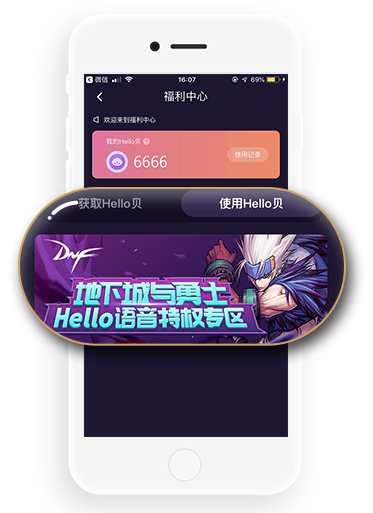 微信 16:07 69%
福利中心
欢迎来到福利中心
我的Hello贝 ?
6666
使用记录
获取Hello贝 使用Hello贝
DNF
地下城与勇士
Hello语音特权专区